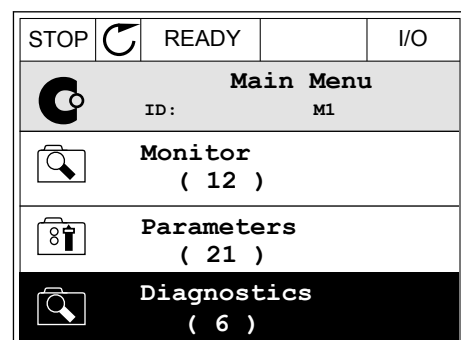 STOP READY I/O
Main Menu
ID: M1
Monitor
( 12 )
Parameters
( 21 )
Diagnostics
( 6 )